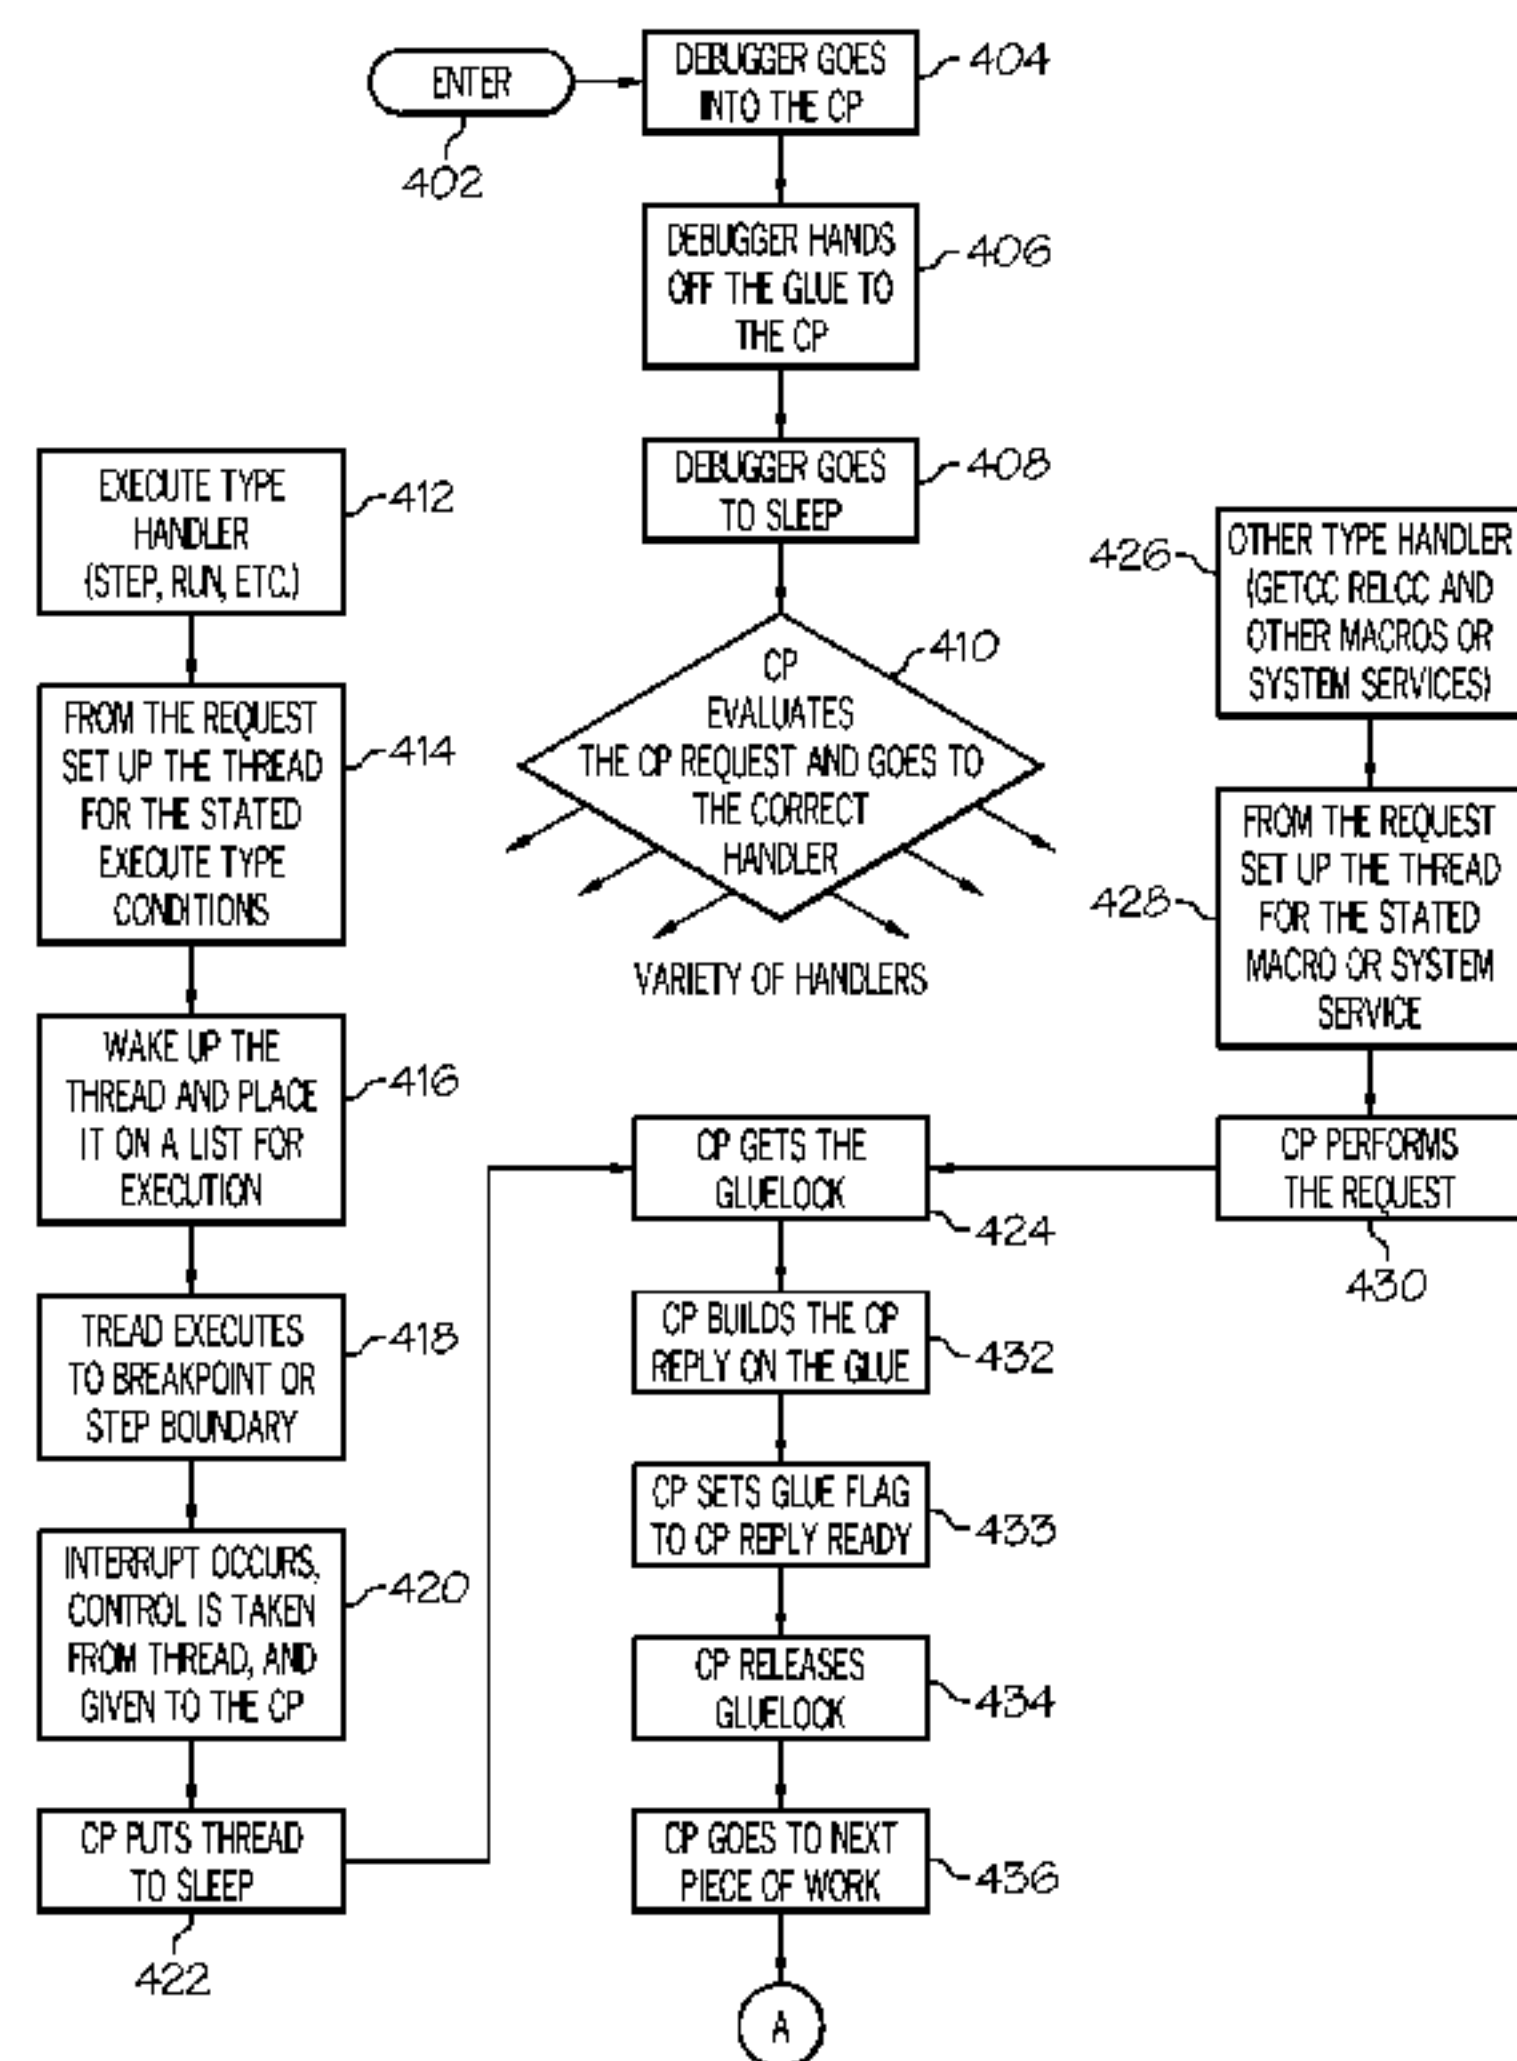 ENTER
402
DEBUGGER GOES
INTO THE CP
404
DEBUGGER HANDS
OFF THE GLUE TO
THE CP
406
DEBUGGER GOES
TO SLEEP
408
CP
EVALUATES
THE CP REQUEST AND GOES TO
THE CORRECT
HANDLER
410
VARIETY OF HANDLERS
EXECUTE TYPE
HANDLER
(STEP, RUN, ETC.)
412
FROM THE REQUEST
SET UP THE THREAD
FOR THE STATED
EXECUTE TYPE
CONDITIONS
414
WAKE UP THE
THREAD AND PLACE
IT ON A LIST FOR
EXECUTION
416
TREAD EXECUTES
TO BREAKPOINT OR
STEP BOUNDARY
418
INTERRUPT OCCURS,
CONTROL IS TAKEN
FROM THREAD, AND
GIVEN TO THE CP
420
CP PUTS THREAD
TO SLEEP
422
426
OTHER TYPE HANDLER
(GETCC RELCC AND
OTHER MACROS OR
SYSTEM SERVICES)
428
FROM THE REQUEST
SET UP THE THREAD
FOR THE STATED
MACRO OR SYSTEM
SERVICE
CP PERFORMS
THE REQUEST
430
CP GETS THE
GLUELOCK
424
CP BUILDS THE CP
REPLY ON THE GLUE
432
CP SETS GLUE FLAG
TO CP REPLY READY
433
CP RELEASES
GLUELOCK
434
CP GOES TO NEXT
PIECE OF WORK
436
A